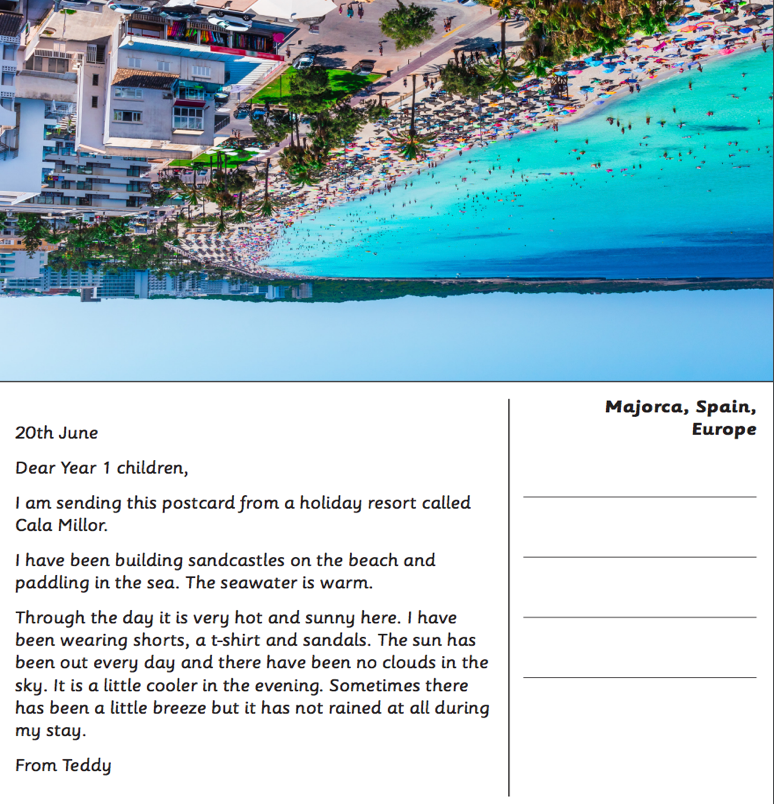 20th June
Dear Year 1 children,
I am sending this postcard from a holiday resort called
Cala Millor.
I have been building sandcastles on the beach and
paddling in the sea. The seawater is warm.
Through the day it is very hot and sunny here. I have
been wearing shorts, a t-shirt and sandals. The sun has
been out every day and there have been no clouds in the
sky. It is a little cooler in the evening. Sometimes there
has been a little breeze but it has not rained at all during
my stay.
From Teddy
Majorca, Spain,
Europe